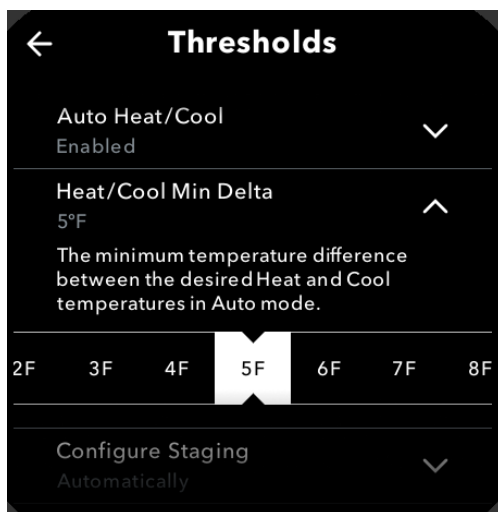 Thresholds
Auto Heat/Cool
Enabled
Heat/Cool Min Delta
5°F
The minimum temperature difference
between the desired Heat and Cool
temperatures in Auto mode.
2F 3F 4F 5F 6F 7F 8F
Configure Staging
Automatically